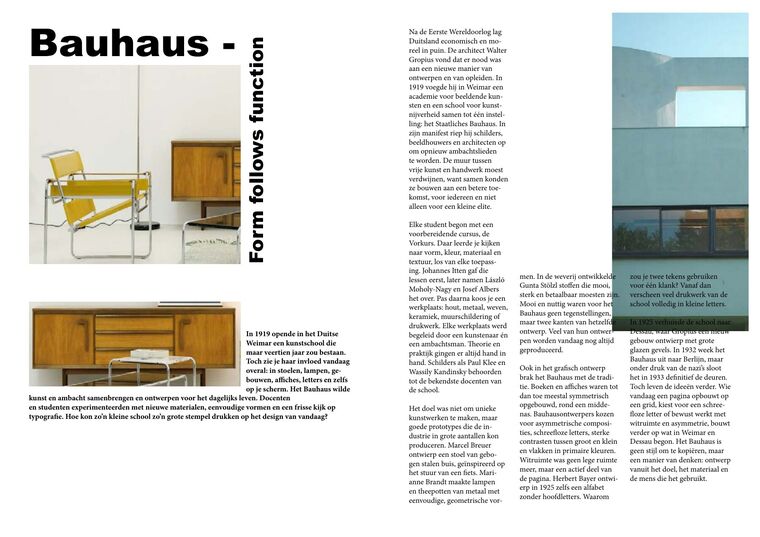 Bauhaus -
Form follows function
In 1919 opende in het Duitse
Weimar een kunstschool die
maar veertien jaar zou bestaan.
Toch zie je haar invloed vandaag
overal: in stoelen, lampen, ge-
bouwen, affiches, letters en zelfs
op je scherm. Het Bauhaus wilde
kunst en ambacht samenbrengen en ontwerpen voor het dagelijks leven. Docenten
en studenten experimenteerden met nieuwe materialen, eenvoudige vormen en een frisse kijk op
typografie. Hoe kon zo'n kleine school zo'n grote stempel drukken op het design van vandaag?
Na de Eerste Wereldoorlog lag
Duitsland economisch en mo-
reel in puin. De architect Walter
Gropius vond dat er nood was
aan een nieuwe manier van
ontwerpen en van opleiden. In
1919 voegde hij in Weimar een
academie voor beeldende kun-
sten en een school voor kunst-
nijverheid samen tot één instel-
ling: het Staatliches Bauhaus. In
zijn manifest riep hij schilders,
beeldhouwers en architecten op
om opnieuw ambachtslieden
te worden. De muur tussen
vrije kunst en handwerk moest
verdwijnen, want samen konden
ze bouwen aan een betere toe-
komst, voor iedereen en niet
alleen voor een kleine elite.
Elke student begon met een
voorbereidende cursus, de
Vorkurs. Daar leerde je kijken
naar vorm, kleur, materiaal en
textuur, los van elke toepass-
ing. Johannes Itten gaf die
lessen eerst, later namen László
Moholy-Nagy en Josef Albers
het over. Pas daarna koos je een
werkplaats: hout, metaal, weven,
keramiek, muurschildering of
drukwerk. Elke werkplaats werd
begeleid door een kunstenaar én
een ambachtsman. Theorie en
praktijk gingen er altijd hand in
hand. Schilders als Paul Klee en
Wassily Kandinsky behoorden
tot de bekendste docenten van
de school.
Het doel was niet om unieke
kunstwerken te maken, maar
goede prototypes die de in-
dustrie in grote aantallen kon
produceren. Marcel Breuer
ontwierp een stoel van gebo-
gen stalen buis, geïnspireerd op
het stuur van een fiets. Mari-
anne Brandt maakte lampen
en theepotten van metaal met
eenvoudige, geometrische vor-
men. In de weverij ontwikkelde
Gunta Stölzl stoffen die mooi,
sterk en betaalbaar moesten zijn.
Mooi en nuttig waren voor het
Bauhaus geen tegenstellingen,
maar twee kanten van hetzelfde
ontwerp. Veel van hun ontwer-
pen worden vandaag nog altijd
geproduceerd.
Ook in het grafisch ontwerp
brak het Bauhaus met de tradi-
tie. Boeken en affiches waren tot
dan toe meestal symmetrisch
opgebouwd, rond een midde-
nas. Bauhausontwerpers kozen
voor asymmetrische composi-
ties, schreefloze letters, sterke
contrasten tussen groot en klein
en vlakken in primaire kleuren.
Witruimte was geen lege ruimte
meer, maar een actief deel van
de pagina. Herbert Bayer ontwi-
erp in 1925 zelfs een alfabet
zonder hoofdletters. Waarom
zou je twee tekens gebruiken
voor één klank? Vanaf dan
verscheen veel drukwerk van de
school volledig in kleine letters.
In 1925 verhuisde de school naar
Dessau, waar Gropius een nieuw
gebouw ontwierp met grote
glazen gevels. In 1932 week het
Bauhaus uit naar Berlijn, maar
onder druk van de nazi's sloot
het in 1933 definitief de deuren.
Toch leven de ideeën verder. Wie
vandaag een pagina opbouwt op
een grid, kiest voor een schree-
floze letter of bewust werkt met
witruimte en asymmetrie, bouwt
verder op wat in Weimar en
Dessau begon. Het Bauhaus is
geen stijl om te kopiëren, maar
een manier van denken: ontwerp
vanuit het doel, het materiaal en
de mens die het gebruikt.